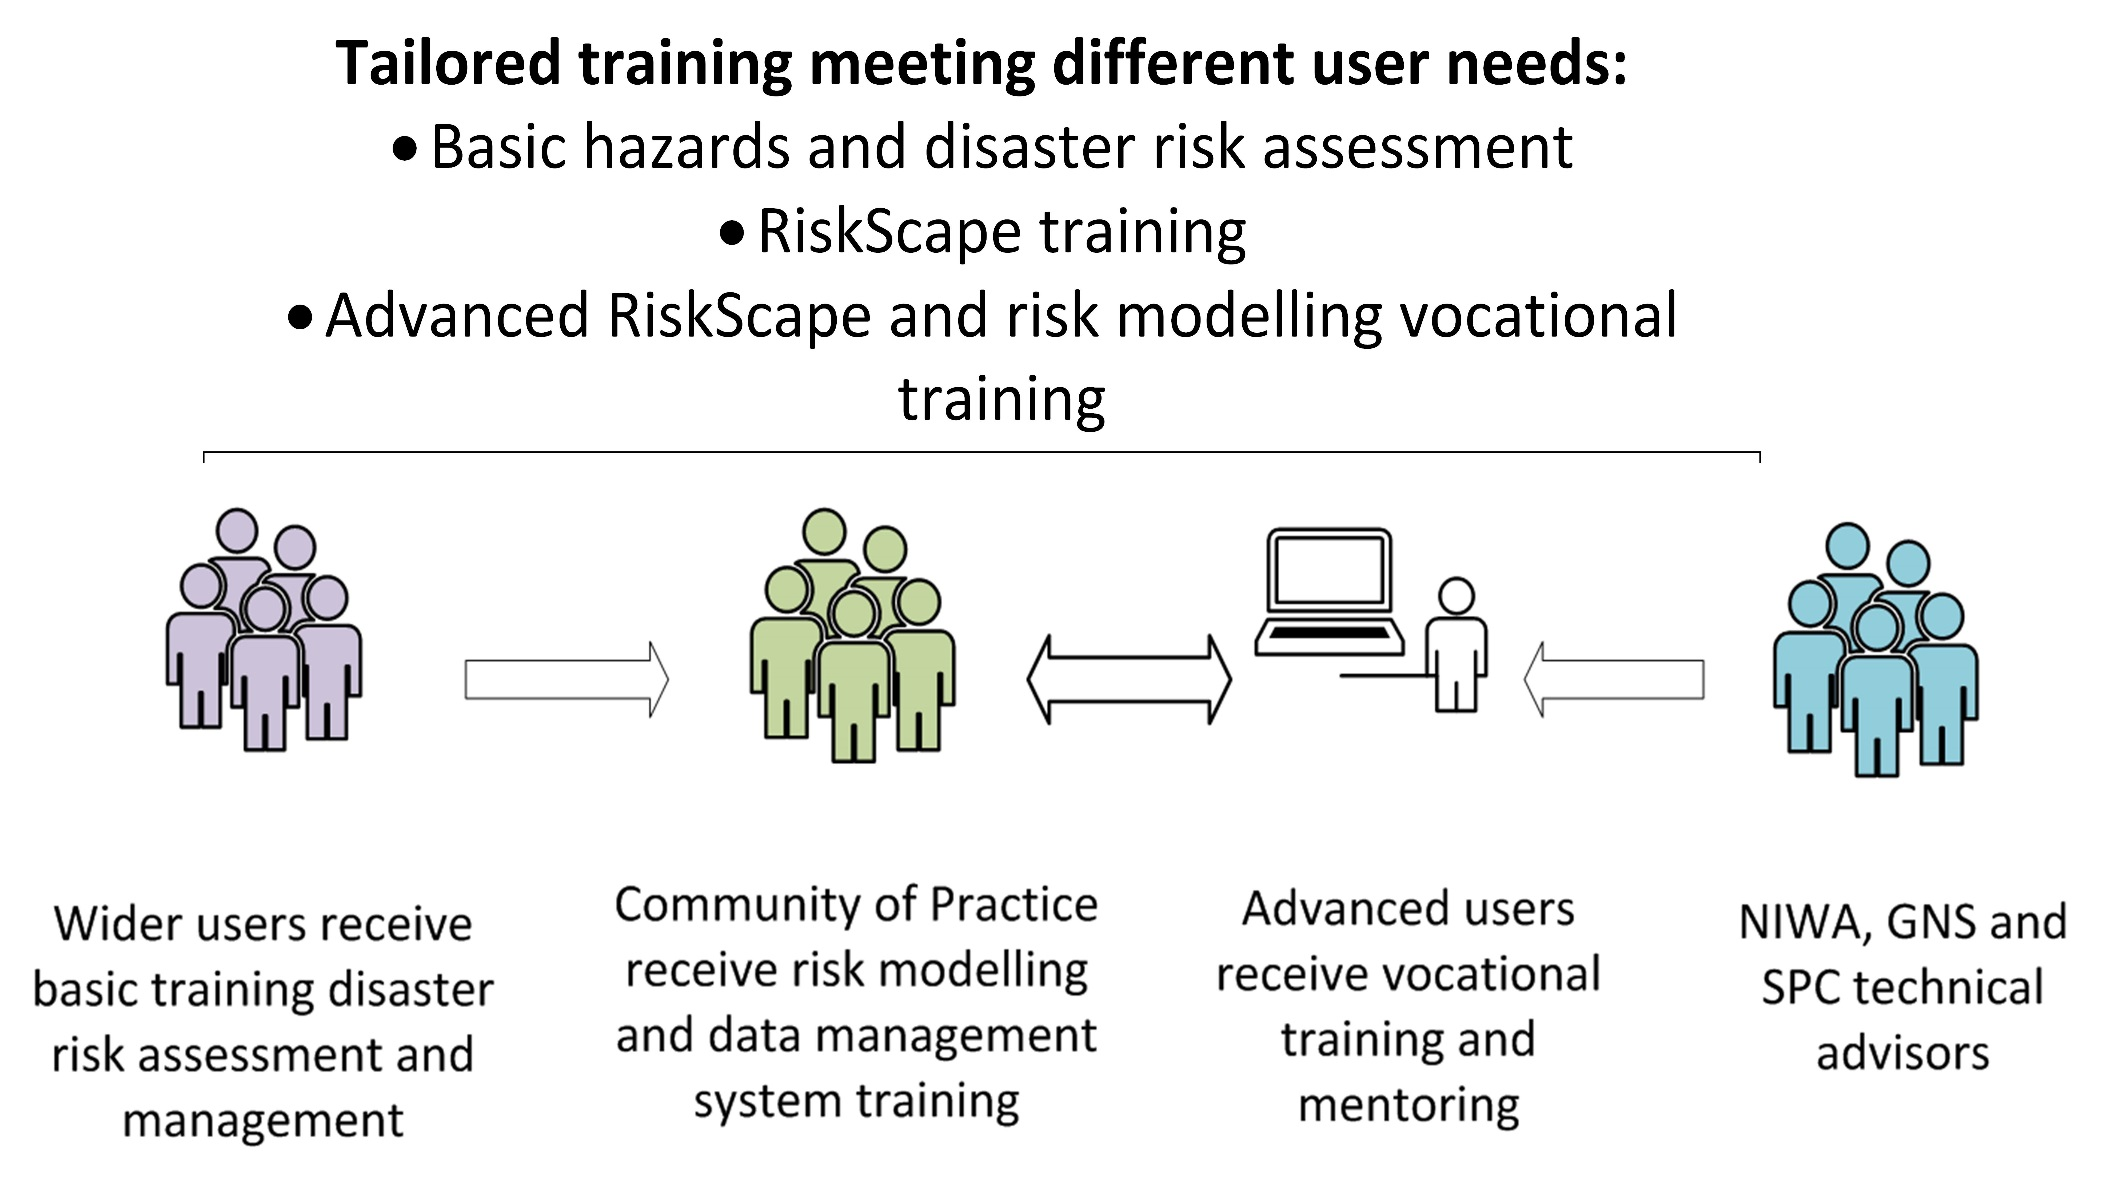 Tailored training meeting different user needs:
• Basic hazards and disaster risk assessment
• RiskScape training
• Advanced RiskScape and risk modelling vocational
training
Wider users receive
basic training disaster
risk assessment and
management
Community of Practice
receive risk modelling
and data management
system training
Advanced users
receive vocational
training and
mentoring
NIWA, GNS and
SPC technical
advisors